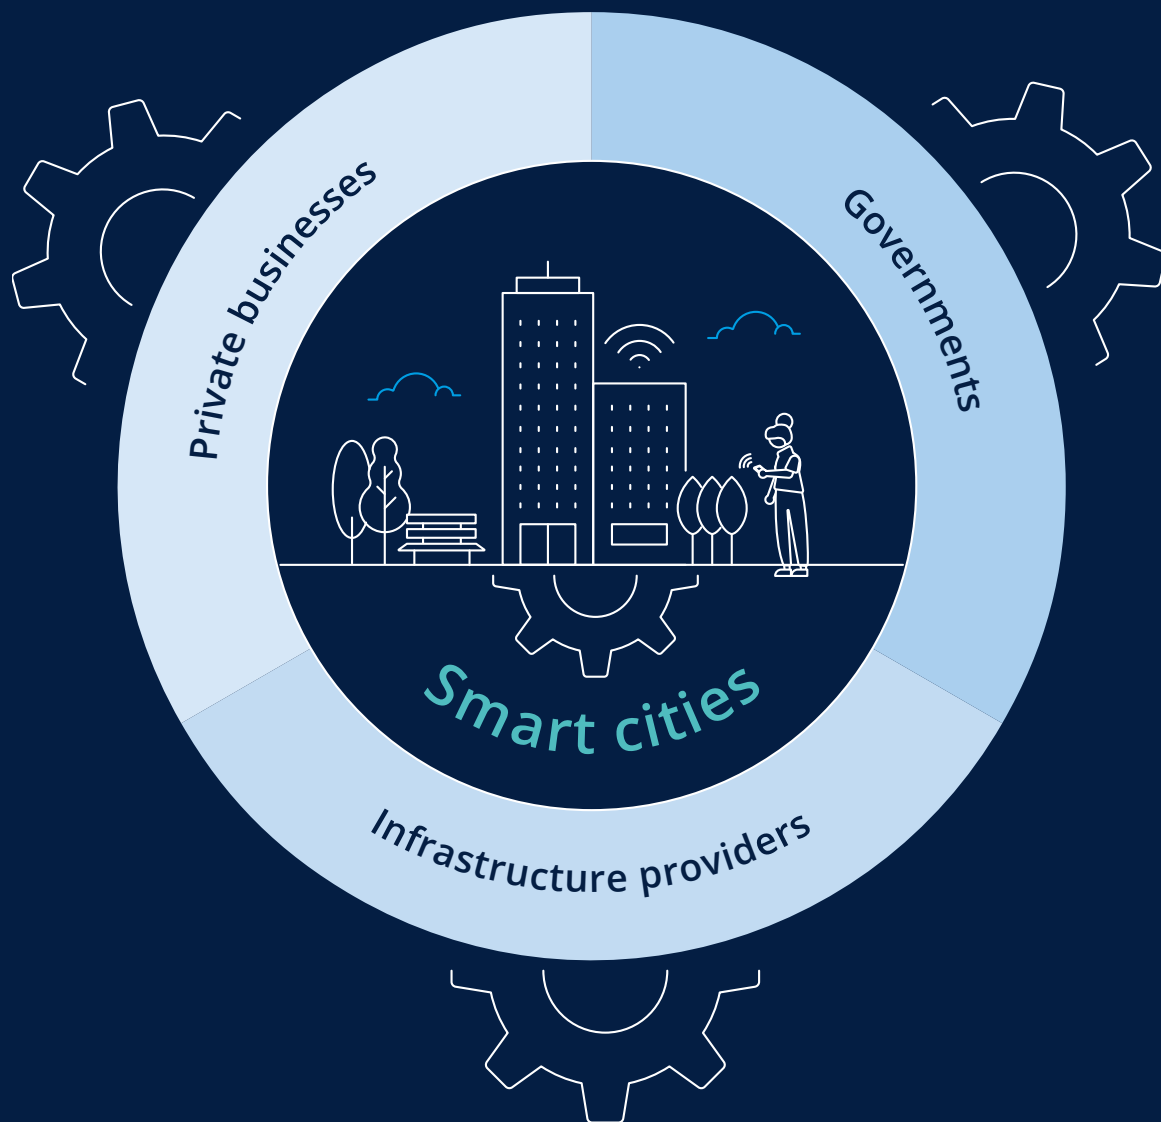 Private businesses
Governments
Smart cities
Infrastructure providers